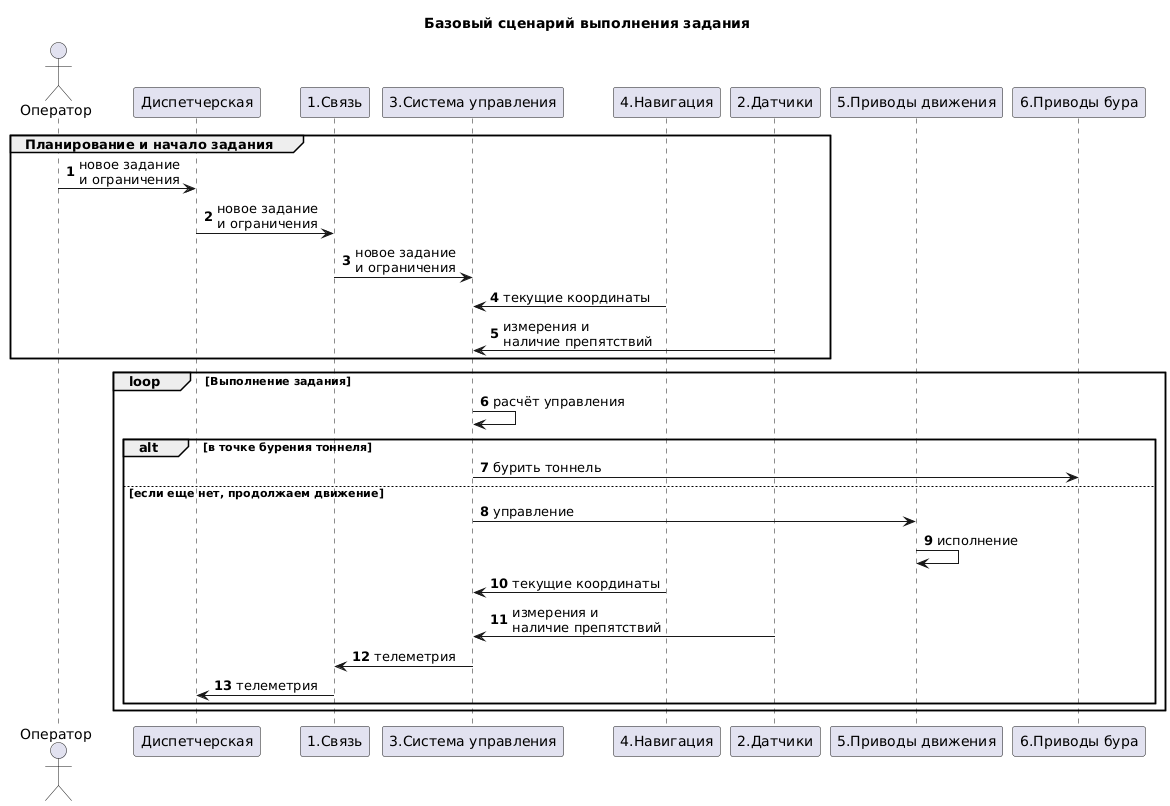 Базовый сценарий выполнения задания
Оператор
Диспетчерская
1.Связь
3.Система управления
4.Навигация
2.Датчики
5.Приводы движения
6.Приводы бура
Планирование и начало задания
1 новое задание
и ограничения
2 новое задание
и ограничения
3 новое задание
и ограничения
4 текущие координаты
5 измерения и
наличие препятствий
loop [Выполнение задания]
6 расчёт управления
alt [в точке бурения тоннеля]
7 бурить тоннель
[если еще нет, продолжаем движение]
8 управление
9 исполнение
10 текущие координаты
11 измерения и
наличие препятствий
12 телеметрия
13 телеметрия
Оператор
Диспетчерская
1.Связь
3.Система управления
4.Навигация
2.Датчики
5.Приводы движения
6.Приводы бура